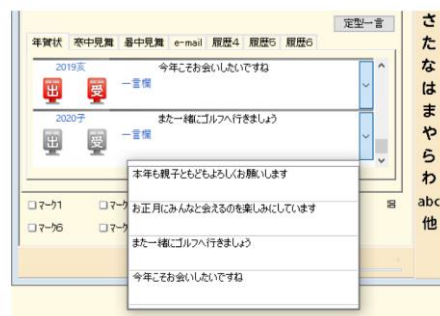 定型一言
年賀状 寒中見舞 暑中見舞 e-mail 履歴4 履歴5 履歴6
2019亥 今年こそお会いしたいですね
出 受 一言欄
2020子 また一緒にゴルフへ行きましょう
出 受 一言欄
本年も親子ともどもよろしくお願いします
お正月にみんなと会えるのを楽しみにしています
また一緒にゴルフへ行きましょう
今年こそお会いしたいですね
マーク1
マーク6
さ
た
な
は
ま
や
ら
わ
abc
他